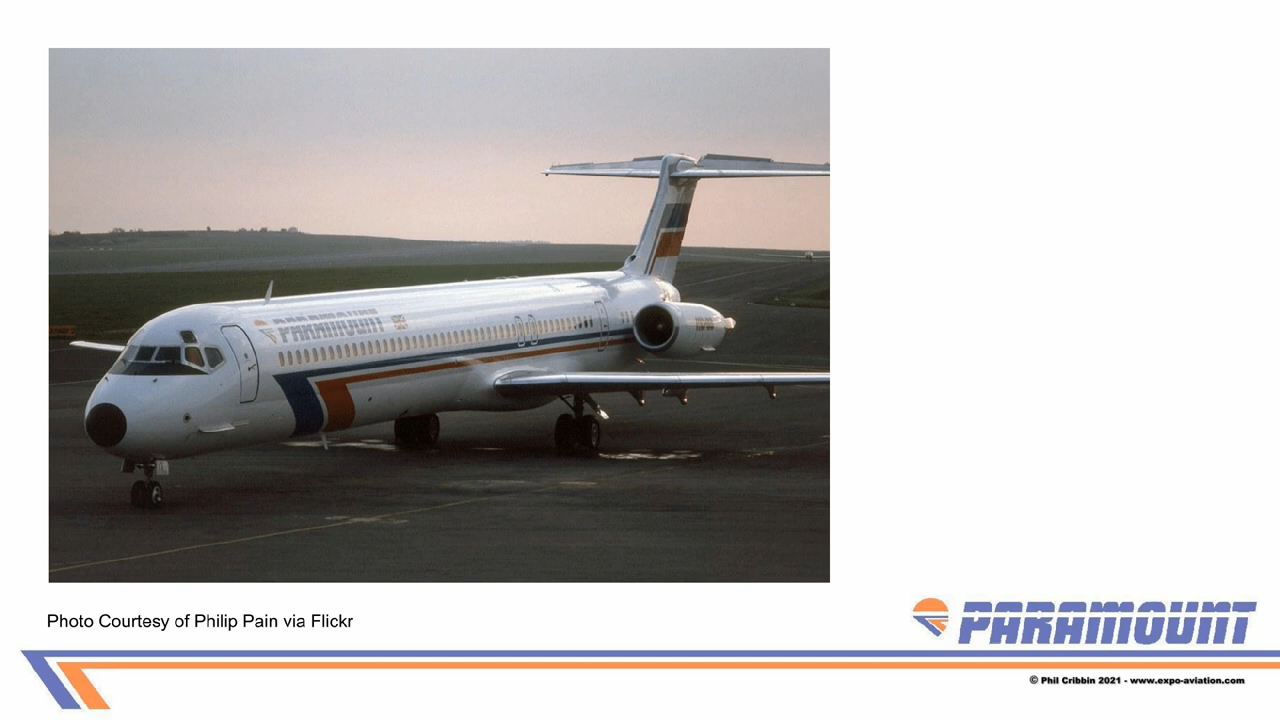 PARAMOUNT
Photo Courtesy of Philip Pain via Flickr
PARAMOUNT
© Phil Cribbin 2021 - www.expo-aviation.com